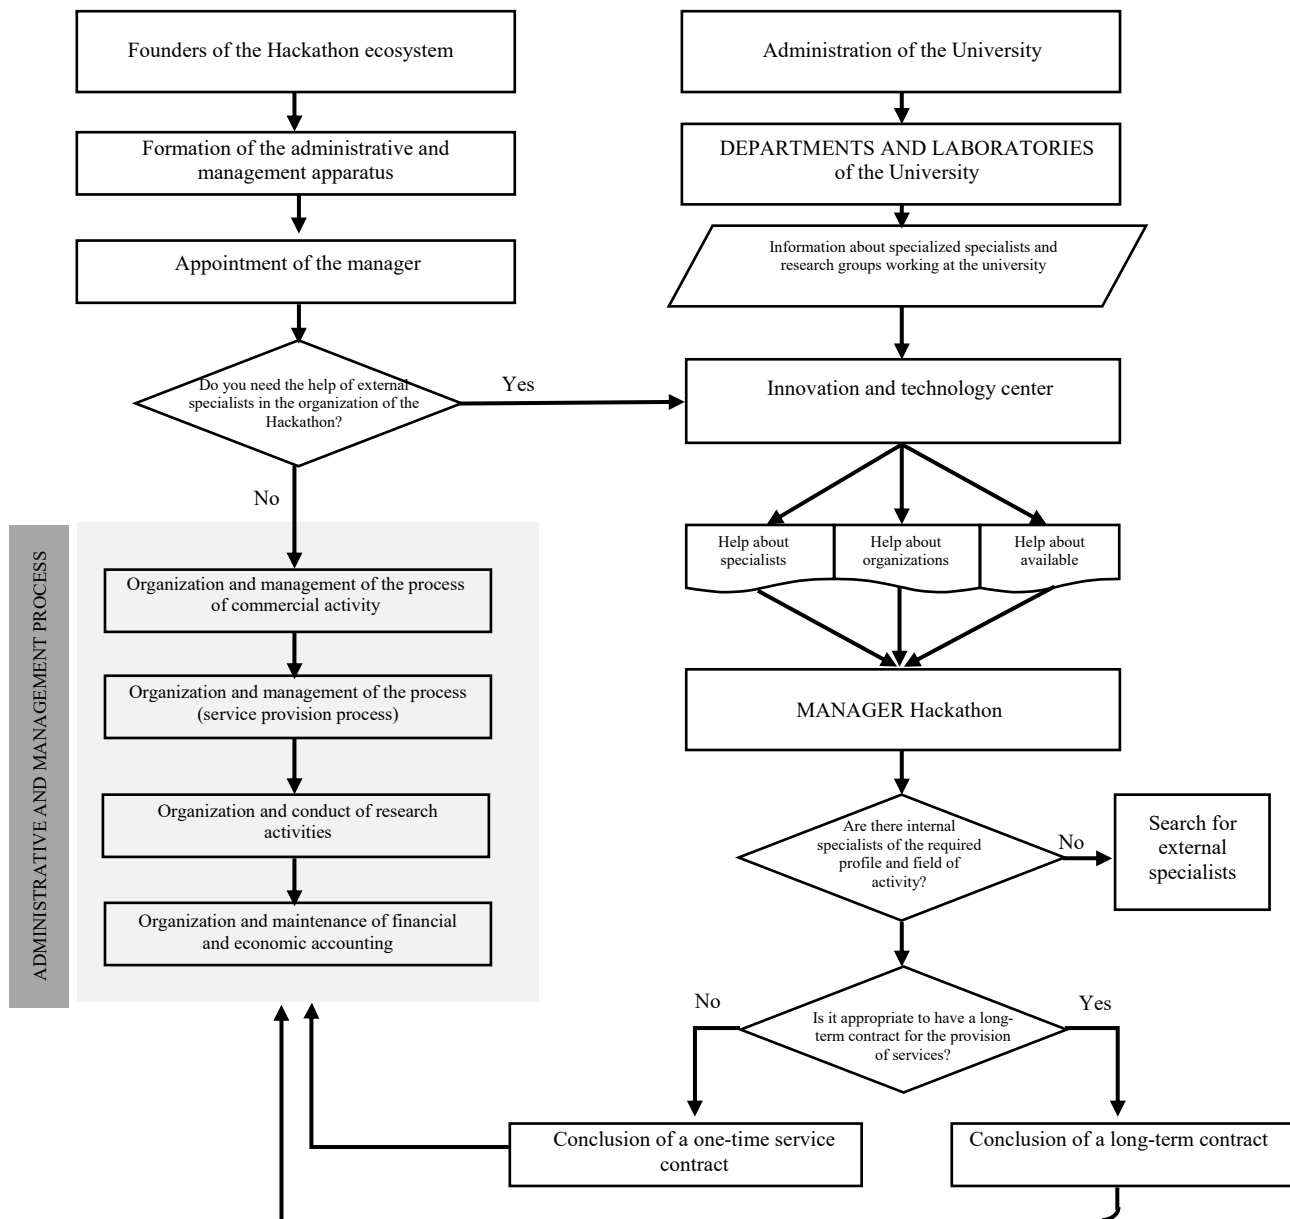 Founders of the Hackathon ecosystem
Formation of the administrative and
management apparatus
Appointment of the manager
Do you need the help of external
specialists in the organization of the
Hackathon?
Yes
No
ADMINISTRATIVE AND MANAGEMENT PROCESS
Organization and management of the process
of commercial activity
Organization and management of the process
(service provision process)
Organization and conduct of research
activities
Organization and maintenance of financial
and economic accounting
Administration of the University
DEPARTMENTS AND LABORATORIES
of the University
Information about specialized specialists and
research groups working at the university
Innovation and technology center
Help about
specialists
Help about
organizations
Help about
available
MANAGER Hackathon
Are there internal
specialists of the required
profile and field of
activity?
No
Search for
external
specialists
Is it appropriate to have a long-
term contract for the provision
of services?
No
Yes
Conclusion of a one-time service
contract
Conclusion of a long-term contract